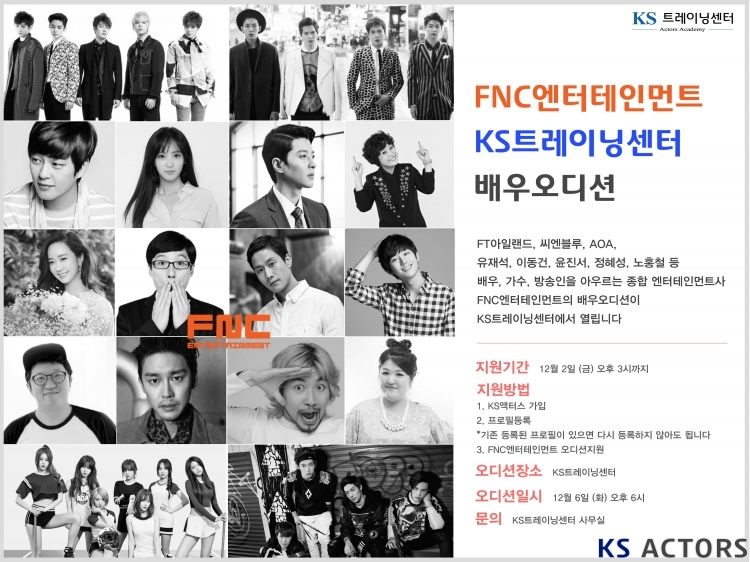 KS 트레이닝센터
Actors Academy
FNC엔터테인먼트
KS트레이닝센터
배우오디션
FT아일랜드, 씨엔블루, AOA,
유재석, 이동건, 윤진서, 정혜성, 노홍철 등
배우, 가수, 방송인을 아우르는 종합 엔터테인먼트사
FNC엔터테인먼트의 배우오디션이
KS트레이닝센터에서 열립니다
FNC
ENTERTAINMENT
지원기간 12월 2일 (금) 오후 3시까지
지원방법
1. KS액터스 가입
2. 프로필등록
*기존 등록된 프로필이 있으면 다시 등록하지 않아도 됩니다
3. FNC엔터테인먼트 오디션지원
오디션장소 KS트레이닝센터
오디션일시 12월 6일 (화) 오후 6시
문의 KS트레이닝센터 사무실
KS ACTORS